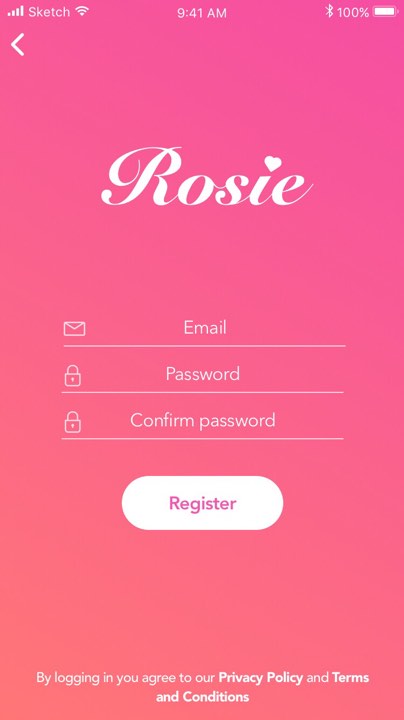 Sketch 9:41 AM 100%
Rosie
Email
Password
Confirm password
Register
By logging in you agree to our Privacy Policy and Terms
and Conditions